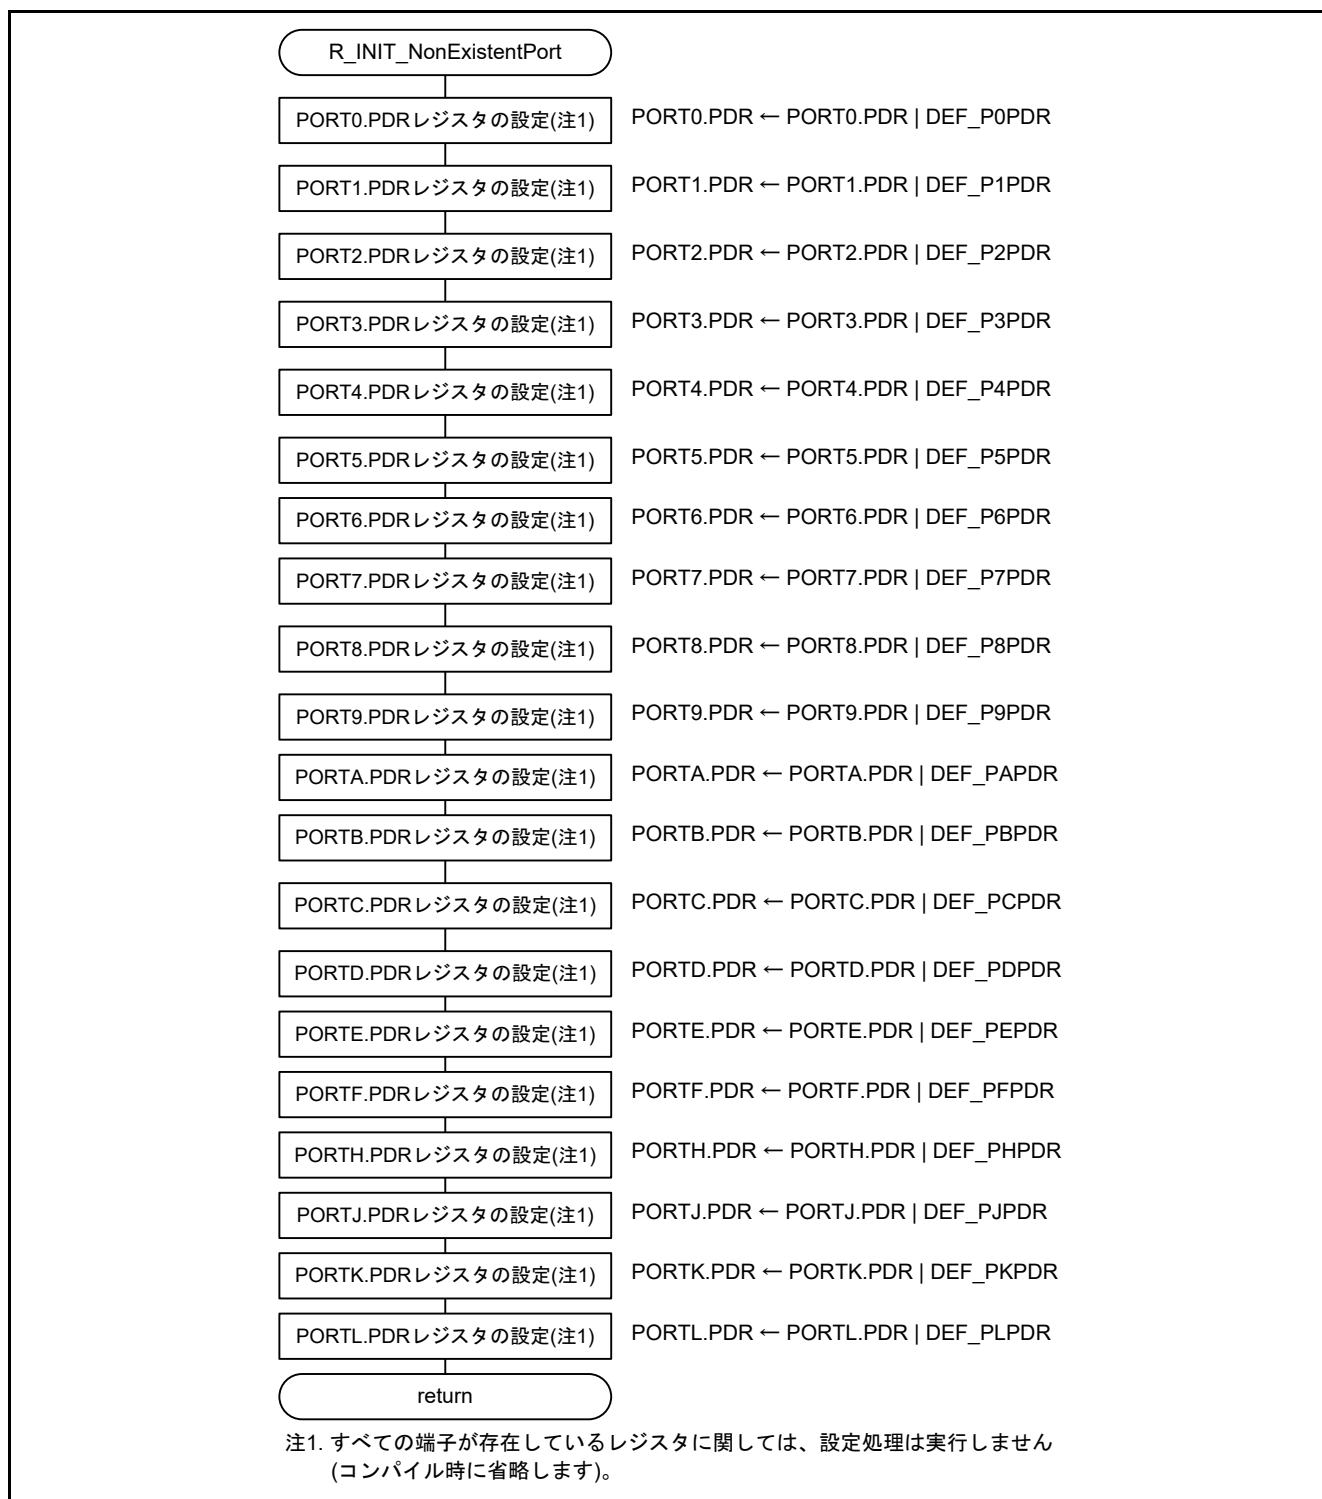 R_INIT_NonExistentPort
PORT0.PDRレジスタの設定(注1) PORT0.PDR ← PORT0.PDR | DEF_P0PDR
PORT1.PDRレジスタの設定(注1) PORT1.PDR ← PORT1.PDR | DEF_P1PDR
PORT2.PDRレジスタの設定(注1) PORT2.PDR ← PORT2.PDR | DEF_P2PDR
PORT3.PDRレジスタの設定(注1) PORT3.PDR ← PORT3.PDR | DEF_P3PDR
PORT4.PDRレジスタの設定(注1) PORT4.PDR ← PORT4.PDR | DEF_P4PDR
PORT5.PDRレジスタの設定(注1) PORT5.PDR ← PORT5.PDR | DEF_P5PDR
PORT6.PDRレジスタの設定(注1) PORT6.PDR ← PORT6.PDR | DEF_P6PDR
PORT7.PDRレジスタの設定(注1) PORT7.PDR ← PORT7.PDR | DEF_P7PDR
PORT8.PDRレジスタの設定(注1) PORT8.PDR ← PORT8.PDR | DEF_P8PDR
PORT9.PDRレジスタの設定(注1) PORT9.PDR ← PORT9.PDR | DEF_P9PDR
PORTA.PDRレジスタの設定(注1) PORTA.PDR ← PORTA.PDR | DEF_PAPDR
PORTB.PDRレジスタの設定(注1) PORTB.PDR ← PORTB.PDR | DEF_PBPDR
PORTC.PDRレジスタの設定(注1) PORTC.PDR ← PORTC.PDR | DEF_PCPDR
PORTD.PDRレジスタの設定(注1) PORTD.PDR ← PORTD.PDR | DEF_PDPDR
PORTE.PDRレジスタの設定(注1) PORTE.PDR ← PORTE.PDR | DEF_PEPDR
PORTF.PDRレジスタの設定(注1) PORTF.PDR ← PORTF.PDR | DEF_PFPDR
PORTH.PDRレジスタの設定(注1) PORTH.PDR ← PORTH.PDR | DEF_PHPDR
PORTJ.PDRレジスタの設定(注1) PORTJ.PDR ← PORTJ.PDR | DEF_PJPDR
PORTK.PDRレジスタの設定(注1) PORTK.PDR ← PORTK.PDR | DEF_PKPDR
PORTL.PDRレジスタの設定(注1) PORTL.PDR ← PORTL.PDR | DEF_PLPDR
return
注1. すべての端子が存在しているレジスタに関しては、設定処理は実行しません
(コンパイル時に省略します)。